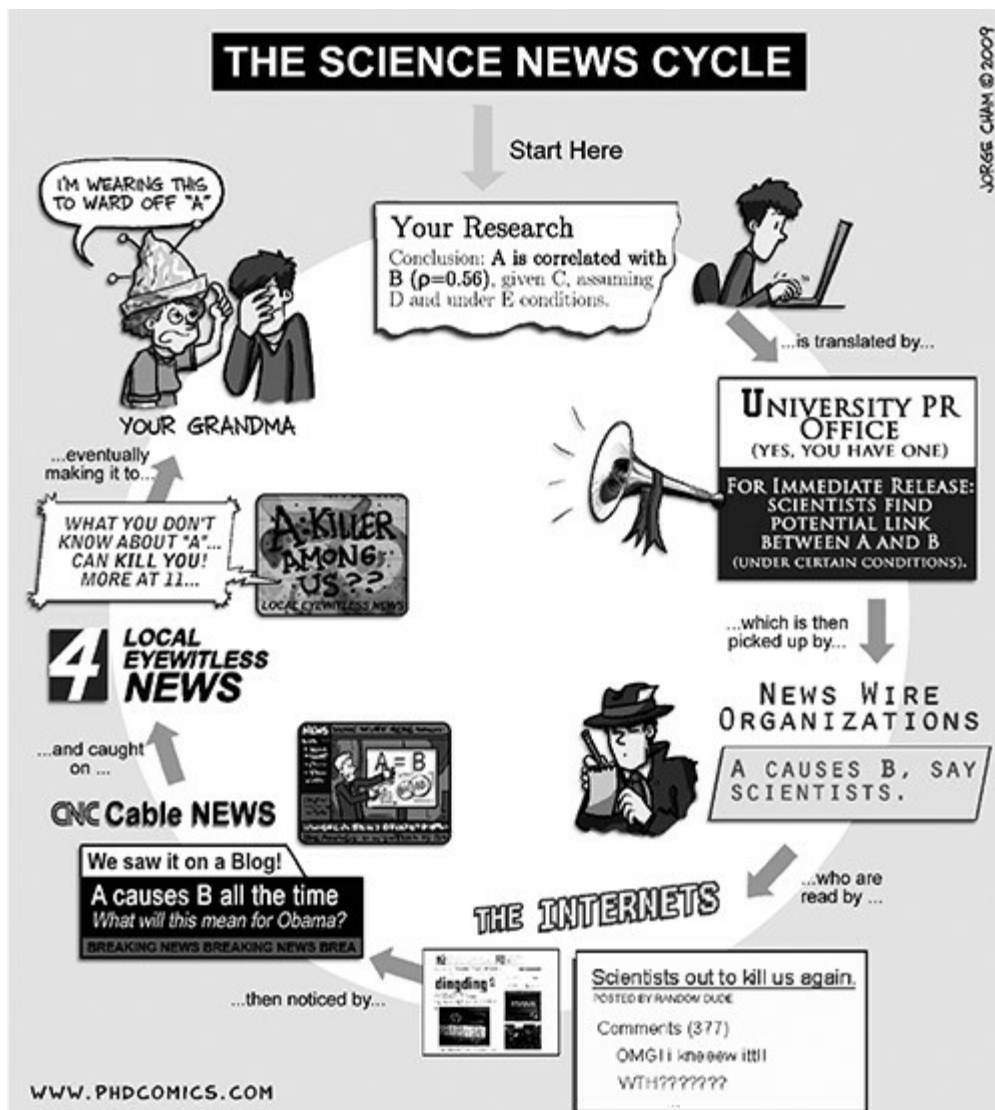 THE SCIENCE NEWS CYCLE
JORGE CHAM © 2009
Start Here
Your Research
Conclusion: A is correlated with
B (ρ=0.56), given C, assuming
D and under E conditions.
...is translated by...
UNIVERSITY PR
OFFICE
(YES, YOU HAVE ONE)
FOR IMMEDIATE RELEASE:
SCIENTISTS FIND
POTENTIAL LINK
BETWEEN A AND B
(UNDER CERTAIN CONDITIONS).
...which is then
picked up by...
NEWS WIRE
ORGANIZATIONS
A CAUSES B, SAY
SCIENTISTS.
...who are
read by ...
THE INTERNETS
Scientists out to kill us again.
POSTED BY RANDOM DUDE
Comments (377)
OMG! i kneeew itt!!
WTH???????
...
dingding
...then noticed by...
CNC Cable NEWS
We saw it on a Blog!
A causes B all the time
What will this mean for Obama?
BREAKING NEWS BREAKING NEWS BREA
NEWS
A = B
...and caught
on ...
4 LOCAL
EYEWITLESS
NEWS
WHAT YOU DON'T
KNOW ABOUT "A"...
CAN KILL YOU!
MORE AT 11...
A: KILLER
AMONG
US??
LOCAL EYEWITLESS NEWS
...eventually
making it to...
YOUR GRANDMA
I'M WEARING THIS
TO WARD OFF "A"
WWW.PHDCOMICS.COM